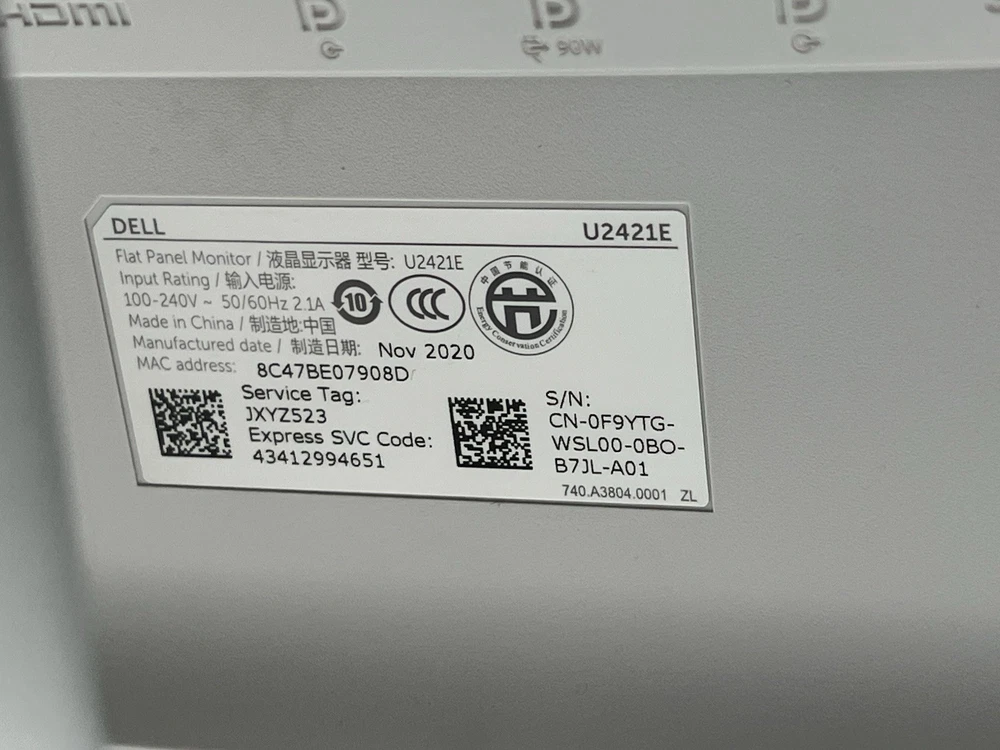 HDMI
90W
DELL
U2421E
Flat Panel Monitor / 液晶显示器 型号: U2421E
Input Rating / 输入电源:
100-240V ~ 50/60Hz 2.1A
10
CCC
中国节能认证
Energy Conservation Certification
Made in China / 制造地:中国
Manufactured date / 制造日期: Nov 2020
MAC address: 8C47BE07908D
Service Tag:
JXYZ523
Express SVC Code:
43412994651
S/N:
CN-0F9YTG-
WSL00-0BO-
B7JL-A01
740.A3804.0001 ZL